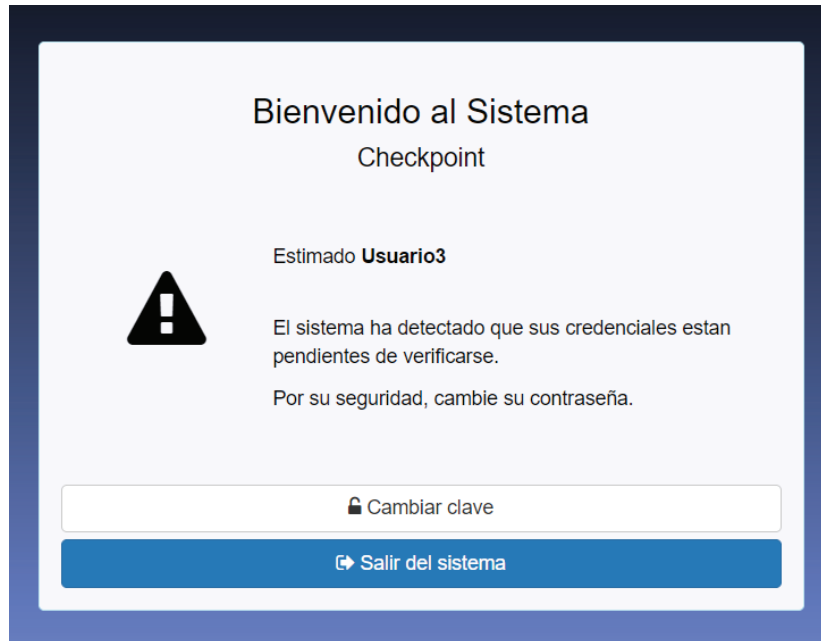 Bienvenido al Sistema
Checkpoint
Estimado Usuario3
El sistema ha detectado que sus credenciales estan
pendientes de verificarse.
Por su seguridad, cambie su contraseña.
Cambiar clave
Salir del sistema